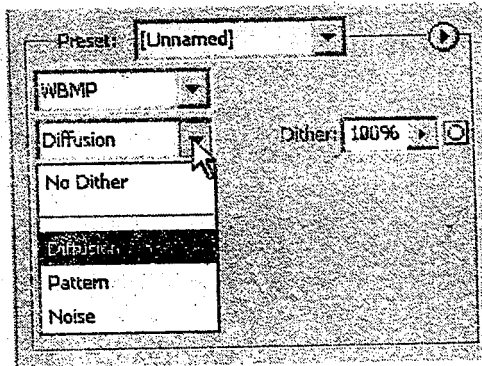 Preset: [Unnamed]
WBMP
Diffusion Dither: 100%
No Dither
Diffusion
Pattern
Noise